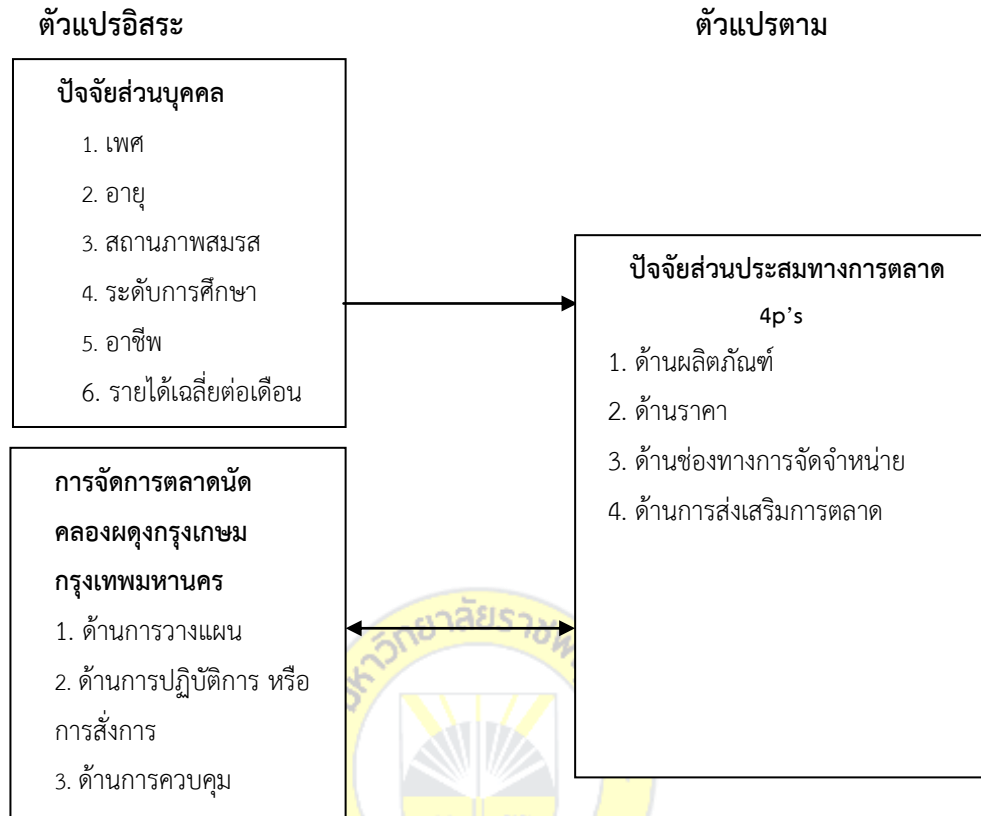 ตัวแปรอิสระ
ตัวแปรตาม
ปัจจัยส่วนบุคคล
1. เพศ
2. อายุ
3. สถานภาพสมรส
4. ระดับการศึกษา
5. อาชีพ
6. รายได้เฉลี่ยต่อเดือน
การจัดการตลาดนัด
คลองผดุงกรุงเกษม
กรุงเทพมหานคร
1. ด้านการวางแผน
2. ด้านการปฏิบัติการ หรือ
การสั่งการ
3. ด้านการควบคุม
ปัจจัยส่วนประสมทางการตลาด
4p's
1. ด้านผลิตภัณฑ์
2. ด้านราคา
3. ด้านช่องทางการจัดจำหน่าย
4. ด้านการส่งเสริมการตลาด